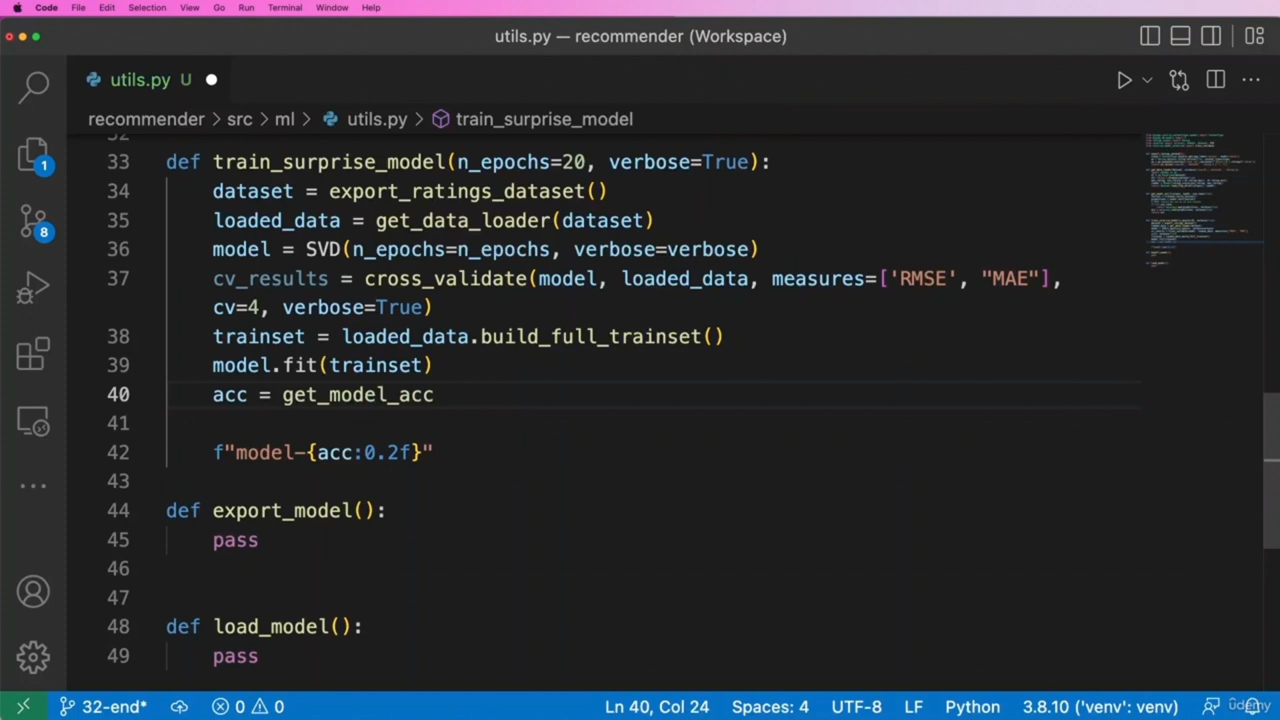 Code File Edit Selection View Go Run Terminal Window Help
utils.py — recommender (Workspace)
utils.py U
recommender > src > ml > utils.py > train_surprise_model
32
33 def train_surprise_model(n_epochs=20, verbose=True):
34 dataset = export_ratings_dataset()
35 loaded_data = get_data_loader(dataset)
36 model = SVD(n_epochs=n_epochs, verbose=verbose)
37 cv_results = cross_validate(model, loaded_data, measures=['RMSE', "MAE"],
cv=4, verbose=True)
38 trainset = loaded_data.build_full_trainset()
39 model.fit(trainset)
40 acc = get_model_acc
41
42 f"model-{acc:0.2f}"
43
44 def export_model():
45 pass
46
47
48 def load_model():
49 pass
1
8
32-end* 0 0 Ln 40, Col 24 Spaces: 4 UTF-8 LF Python 3.8.10 ('venv': venv)
udemy